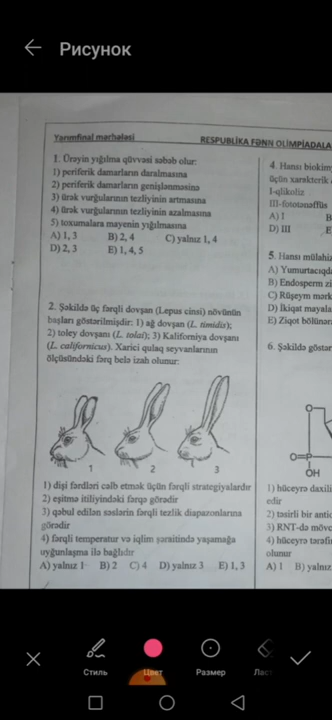 Рисунок
Yarımfinal mərhələsi
RESPUBLİKA FƏNN OLİMPİADALA
1. Ürəyin yığılma qüvvəsi səbəb olur:
1) periferik damarların daralmasına
2) periferik damarların genişlənməsinə
3) ürək vurğularının tezliyinin artmasına
4) ürək vurğularının tezliyinin azalmasına
5) toxumalara mayenin yığılmasına
A) 1, 3 B) 2, 4 C) yalnız 1, 4
D) 2, 3 E) 1, 4, 5
2. Şəkildə üç fərqli dovşan (Lepus cinsi) növünün
başları göstərilmişdir: 1) ağ dovşan (L. timidis);
2) toley dovşanı (L. tolai); 3) Kaliforniya dovşanı
(L. californicus). Xarici qulaq seyvanlarının
ölçüsündəki fərq belə izah olunur:
1 2 3
1) dişi fərdləri cəlb etmək üçün fərqli strategiyalardır
2) eşitmə itiliyindəki fərqə görədir
3) qəbul edilən səslərin fərqli tezlik diapazonlarına
görədir
4) fərqli temperatur və iqlim şəraitində yaşamağa
uyğunlaşma ilə bağlıdır
A) yalnız 1 B) 2 C) 4 D) yalnız 3 E) 1, 3
4. Hansı biokim
üçün xarakterik
I-qlikoliz
III-fototənəffüs
A) I B
D) III E
5. Hansı mülahiz
A) Yumurtacıqda
B) Endosperm zi
C) Rüşeym mərk
D) İkiqat mayala
E) Ziqot bölünən
6. Şəkildə göstər
O
O=P
OH
1) hüceyrə daxili
edir
2) təsirli bir antio
3) RNT-də mövc
4) hüceyrə tərəfin
olunur
A) 1 B) yalnız
Стиль Цвет Размер Ласт